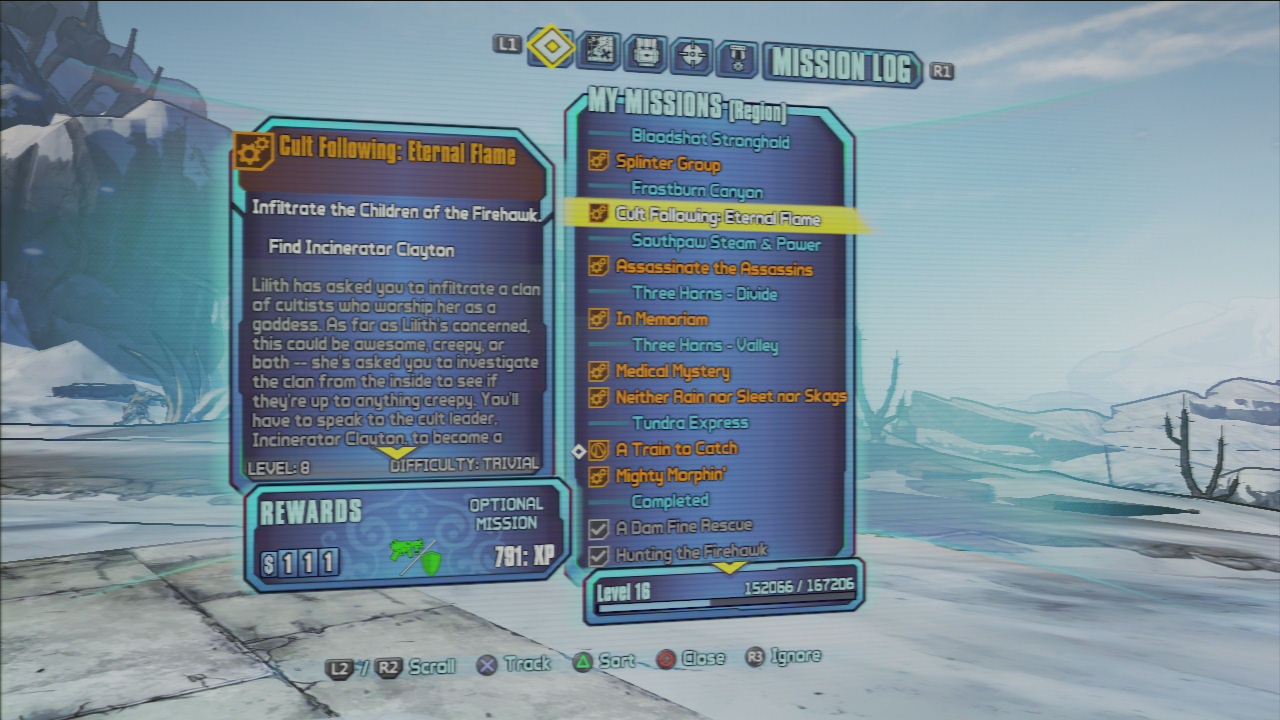 L1
MISSION LOG
R1
Cult Following: Eternal Flame
Infiltrate the Children of the Firehawk.
Find Incinerator Clayton
Lilith has asked you to infiltrate a clan
of cultists who worship her as a
goddess. As far as Lilith's concerned,
this could be awesome, creepy, or
both -- she's asked you to investigate
the clan from the inside to see if
they're up to anything creepy. You'll
have to speak to the cult leader,
Incinerator Clayton, to become a
LEVEL: 8 DIFFICULTY: TRIVIAL
REWARDS
OPTIONAL
MISSION
$111
791: XP
MY MISSIONS (Region)
Bloodshot Stronghold
Splinter Group
Frostburn Canyon
Cult Following: Eternal Flame
Southpaw Steam & Power
Assassinate the Assassins
Three Horns - Divide
In Memoriam
Three Horns - Valley
Medical Mystery
Neither Rain nor Sleet nor Skags
Tundra Express
A Train to Catch
Mighty Morphin'
Completed
A Dam Fine Rescue
Hunting the Firehawk
Level 16 152066 / 167206
L2 / R2 Scroll Track Sort Close R3 Ignore